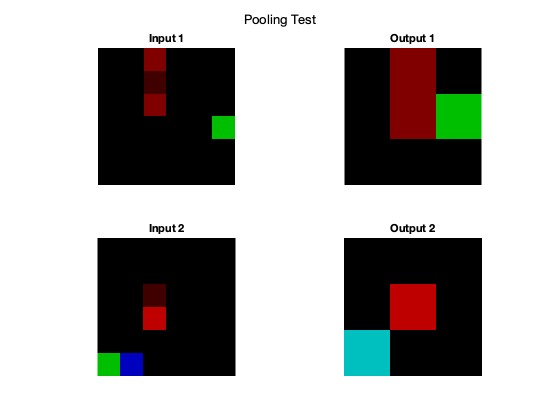 Pooling Test
Input 1
Output 1
Input 2
Output 2